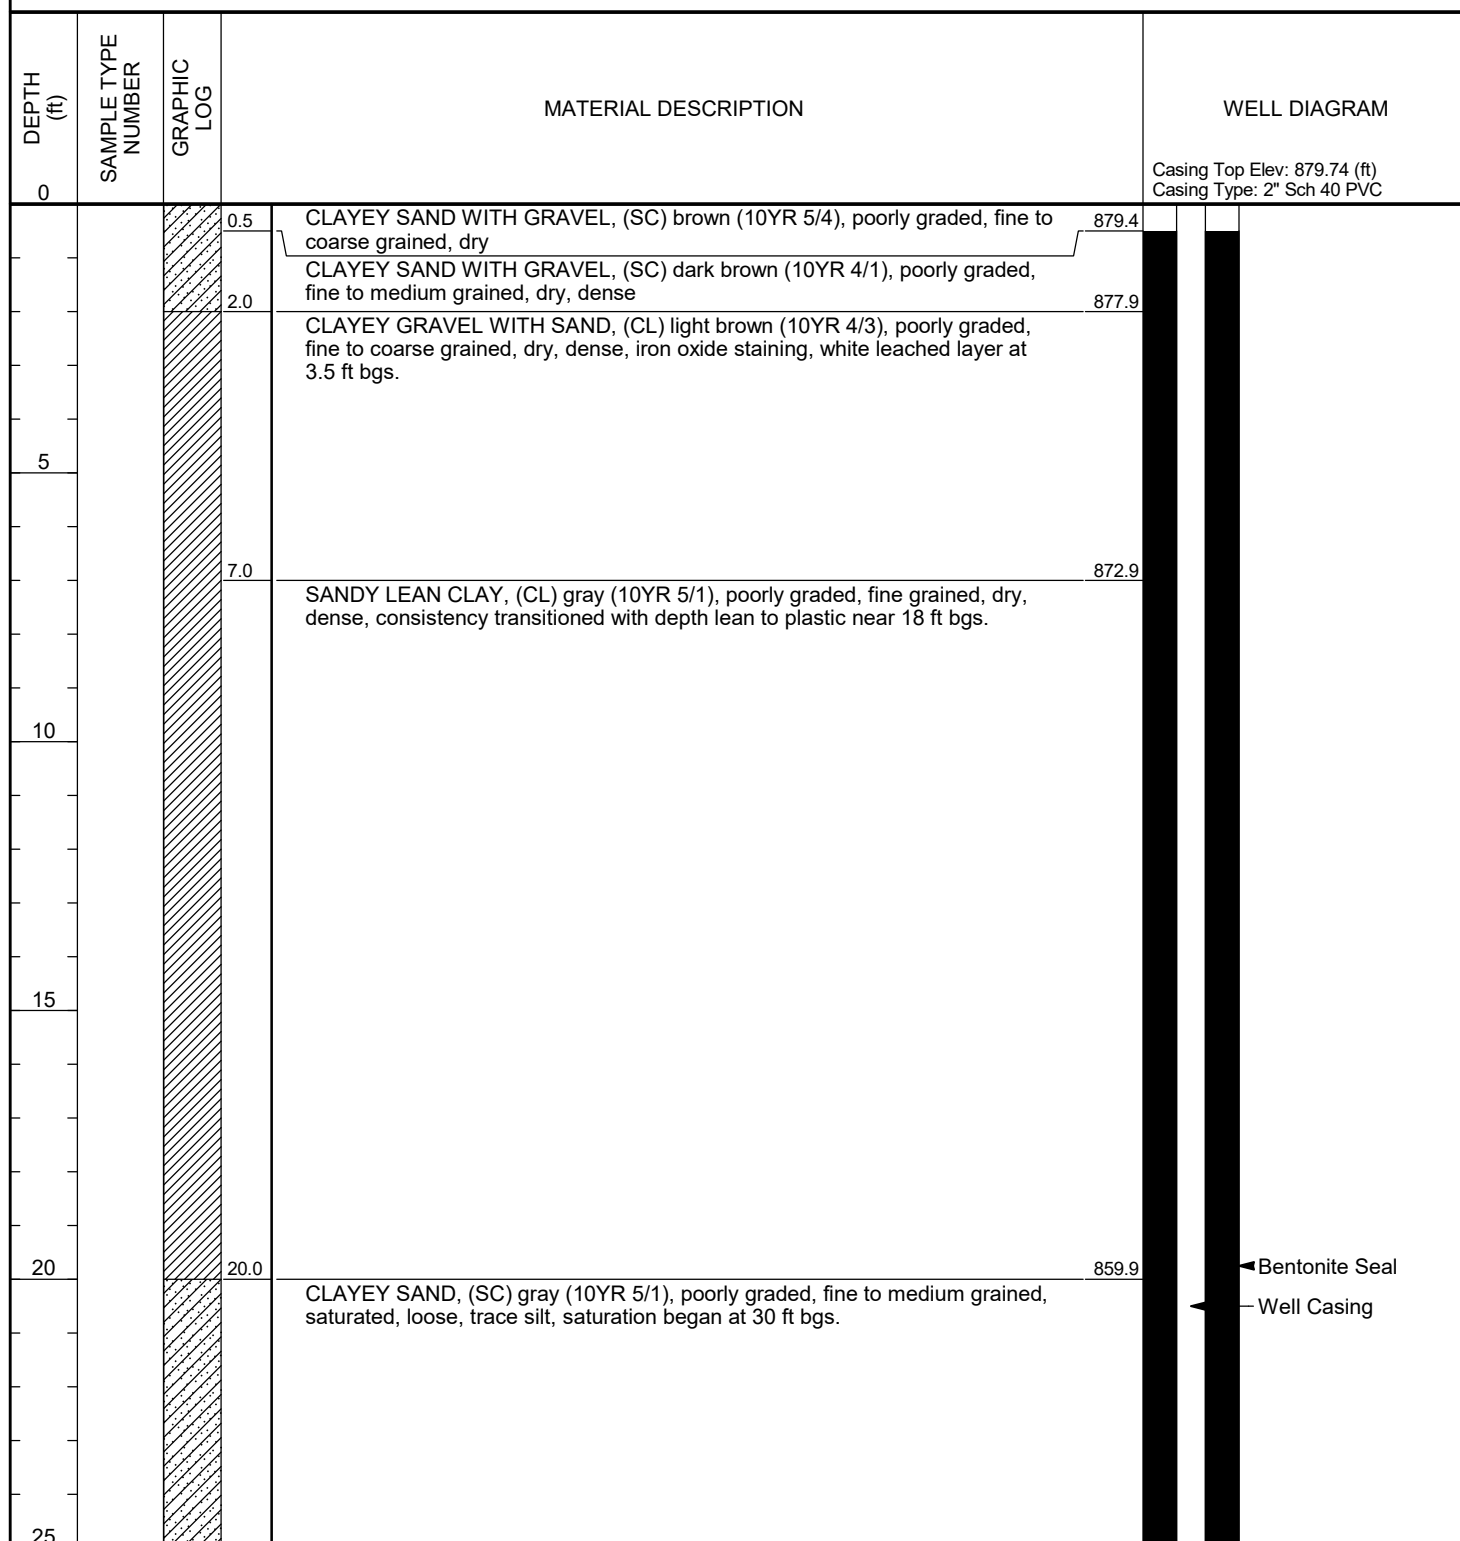 DEPTH
(ft)
SAMPLE TYPE
NUMBER
GRAPHIC
LOG
MATERIAL DESCRIPTION
WELL DIAGRAM
Casing Top Elev: 879.74 (ft)
Casing Type: 2" Sch 40 PVC
0
0.5
CLAYEY SAND WITH GRAVEL, (SC) brown (10YR 5/4), poorly graded, fine to
coarse grained, dry
879.4
CLAYEY SAND WITH GRAVEL, (SC) dark brown (10YR 4/1), poorly graded,
fine to medium grained, dry, dense
2.0
877.9
CLAYEY GRAVEL WITH SAND, (CL) light brown (10YR 4/3), poorly graded,
fine to coarse grained, dry, dense, iron oxide staining, white leached layer at
3.5 ft bgs.
5
7.0
872.9
SANDY LEAN CLAY, (CL) gray (10YR 5/1), poorly graded, fine grained, dry,
dense, consistency transitioned with depth lean to plastic near 18 ft bgs.
10
15
20
20.0
859.9
Bentonite Seal
CLAYEY SAND, (SC) gray (10YR 5/1), poorly graded, fine to medium grained,
saturated, loose, trace silt, saturation began at 30 ft bgs.
Well Casing
25